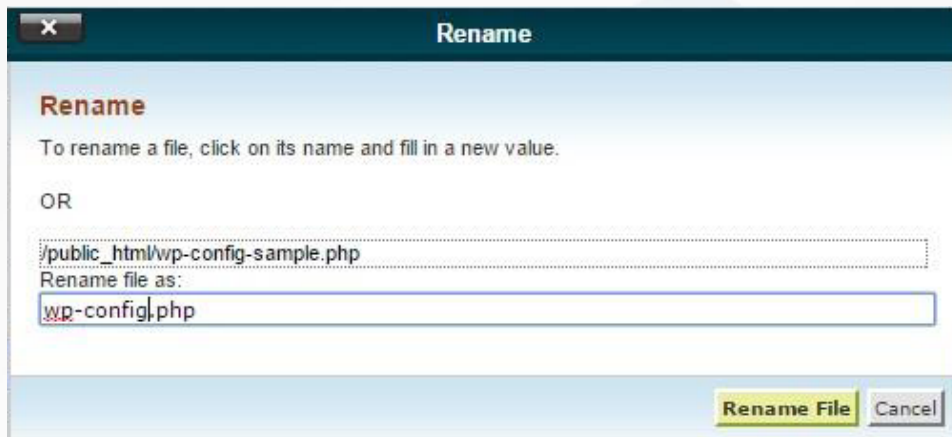 Rename
Rename
To rename a file, click on its name and fill in a new value.
OR
/public_html/wp-config-sample.php
Rename file as:
wp-config.php
Rename File Cancel